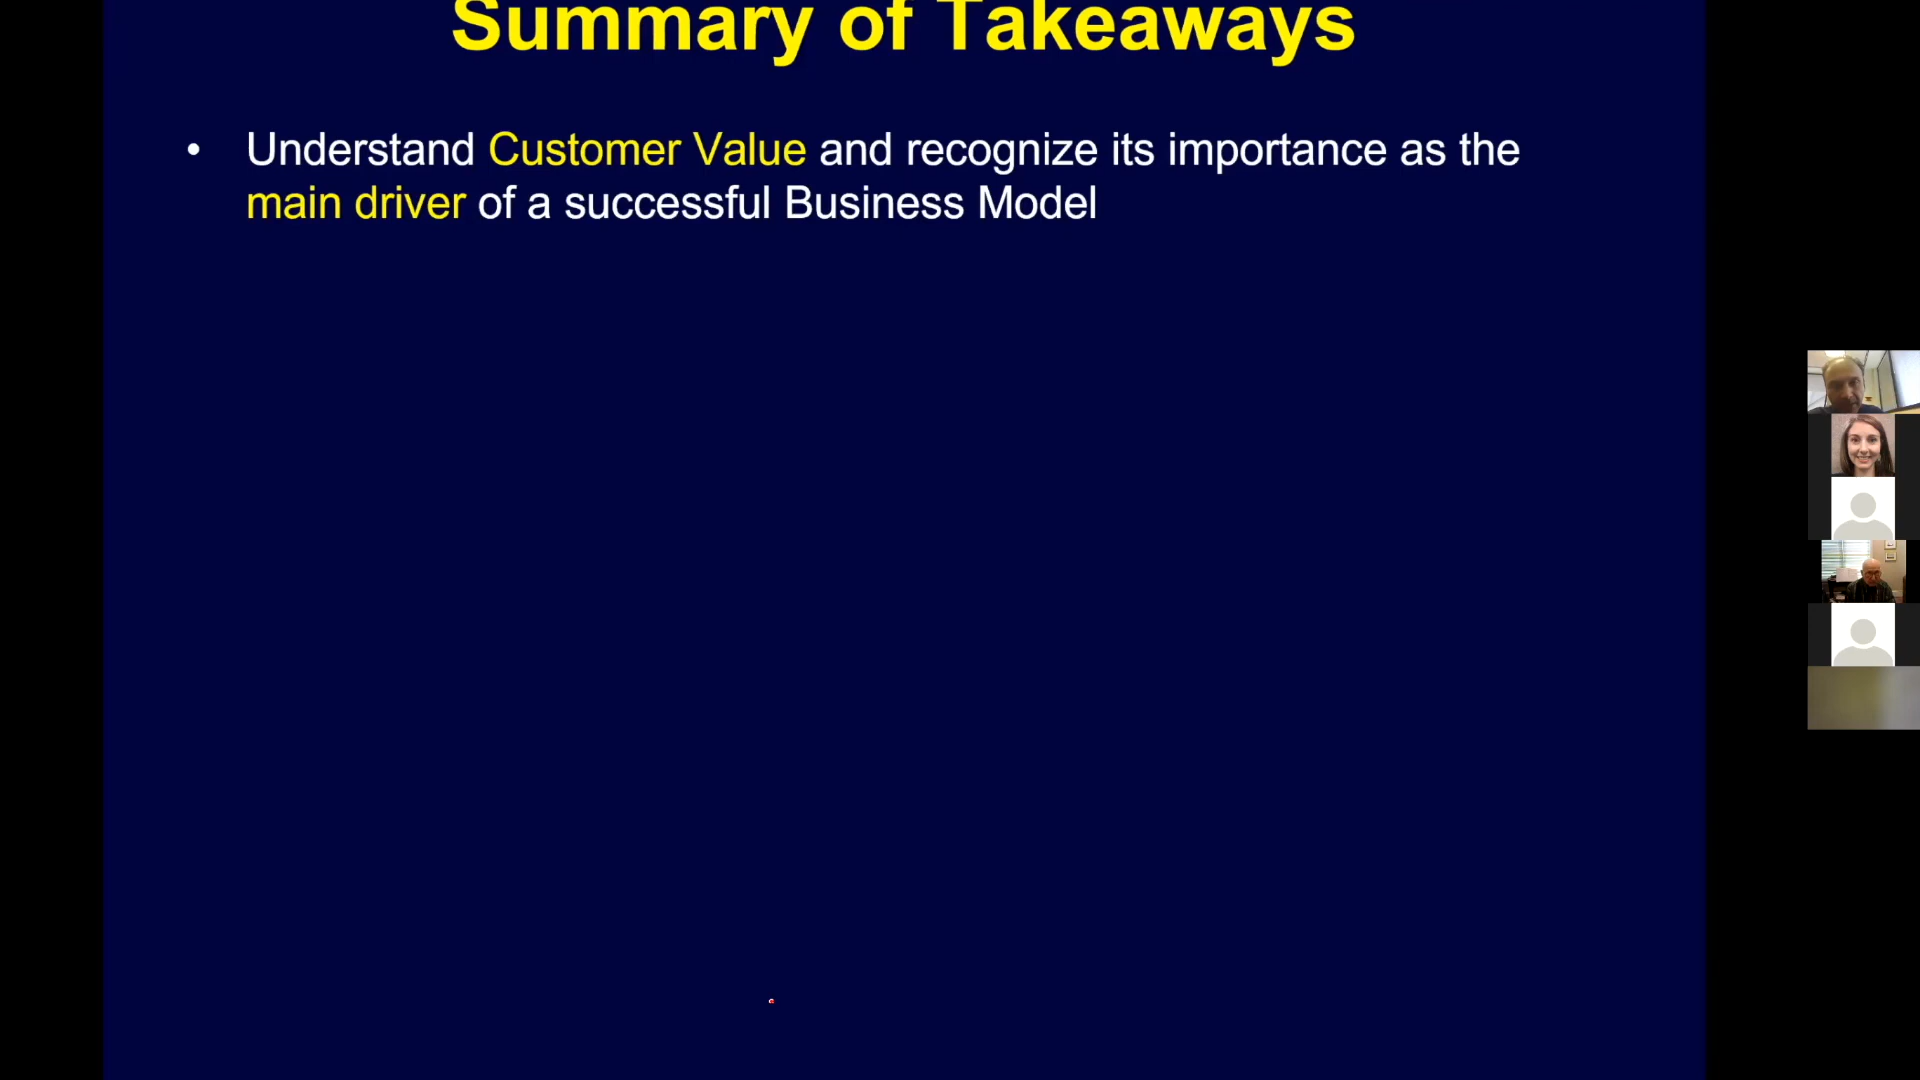 Summary of Takeaways
• Understand Customer Value and recognize its importance as the
main driver of a successful Business Model